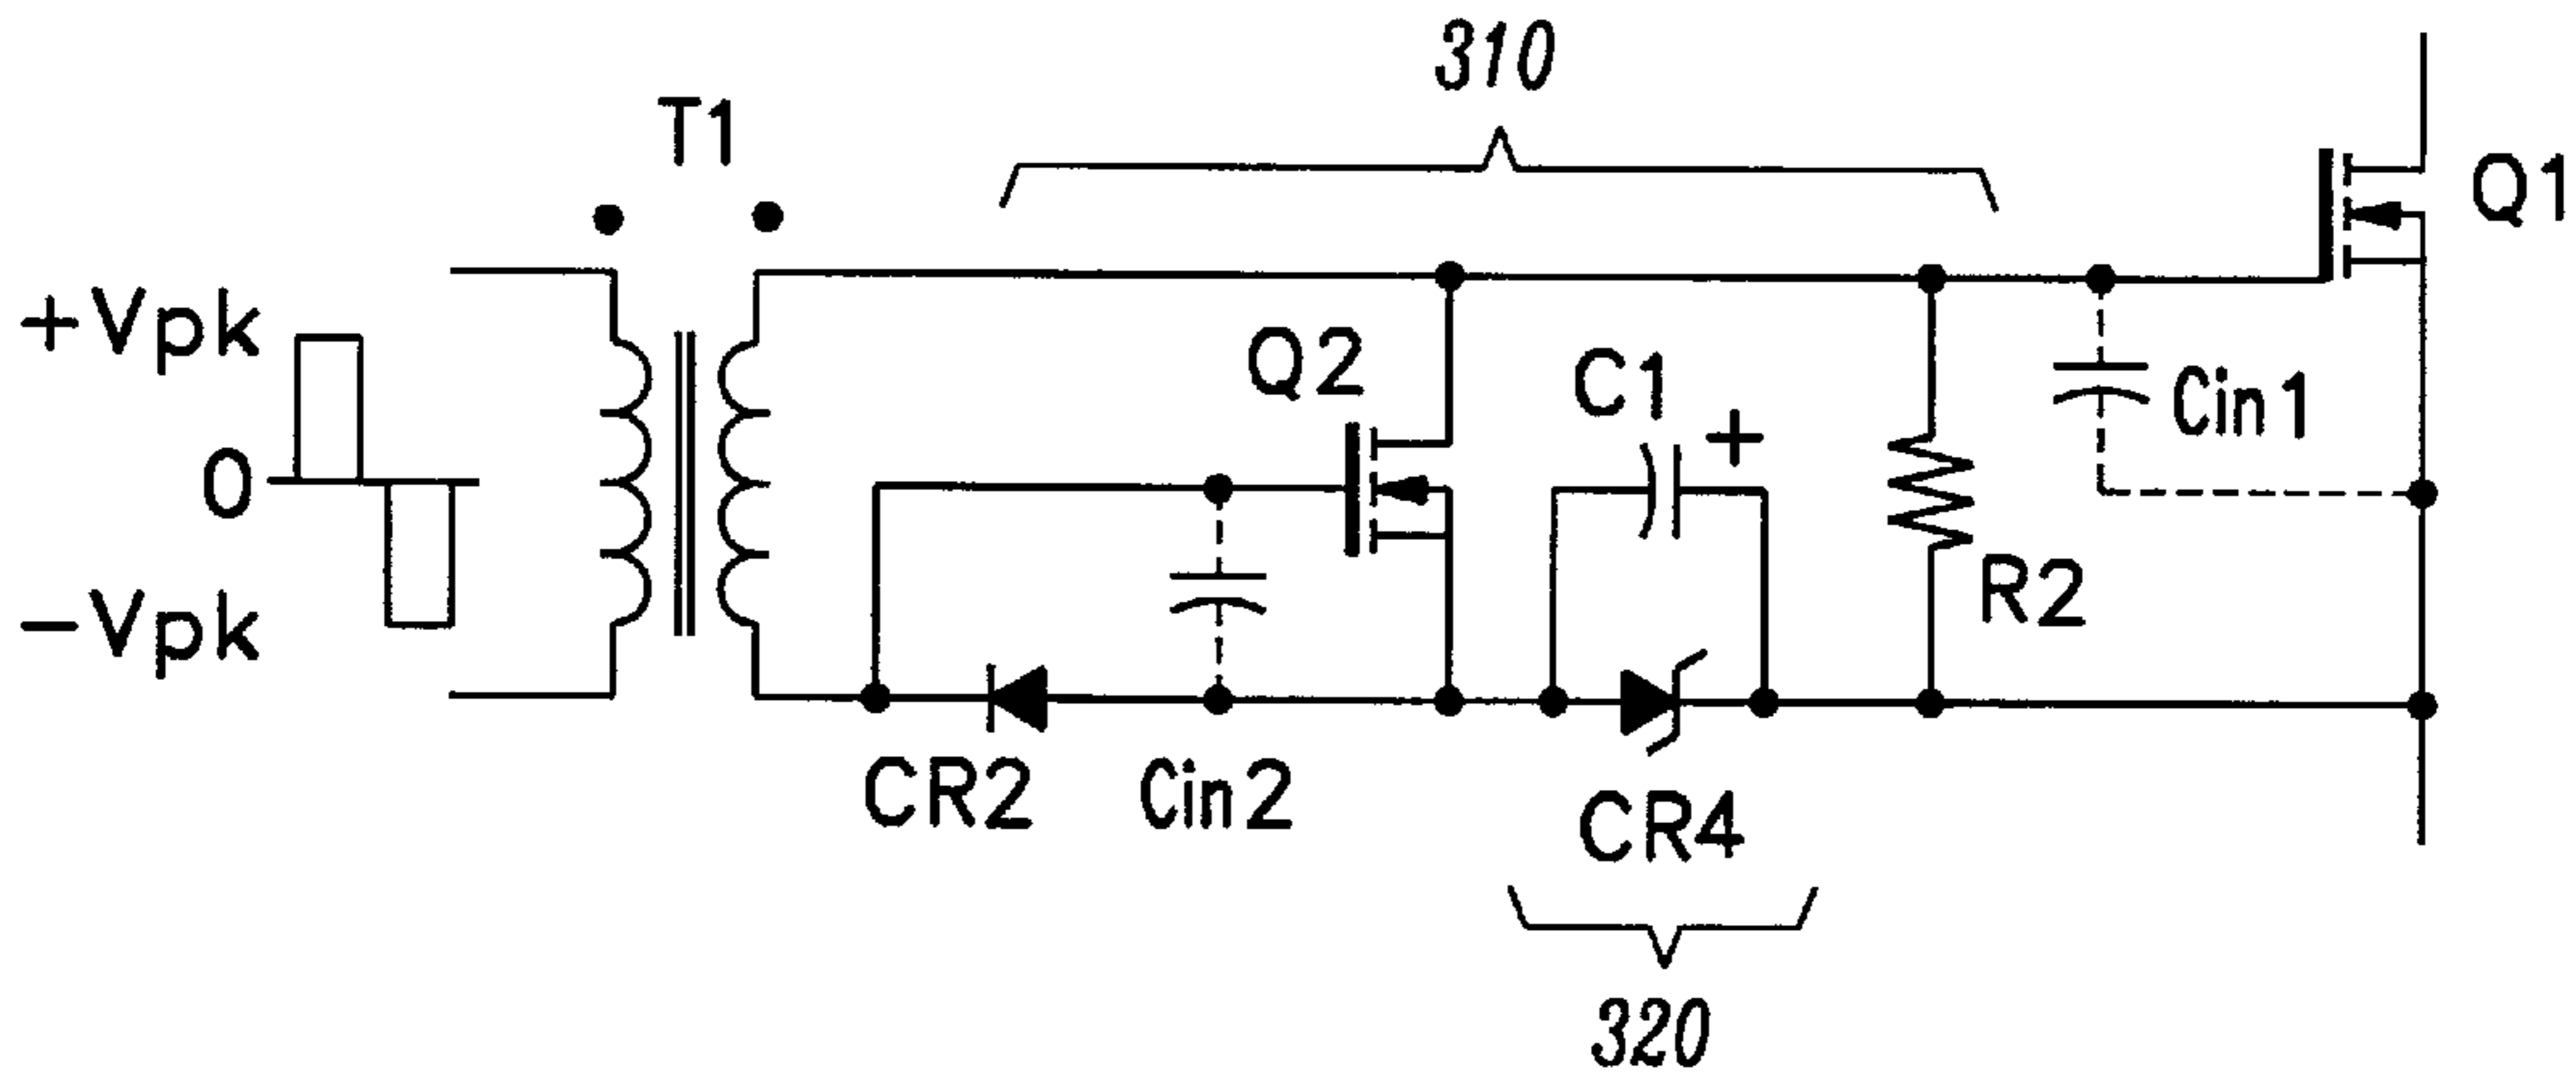 310
T1
Q1
+Vpk
Q2
C1
+
Cin1
0
R2
-Vpk
CR2
Cin2
CR4
320